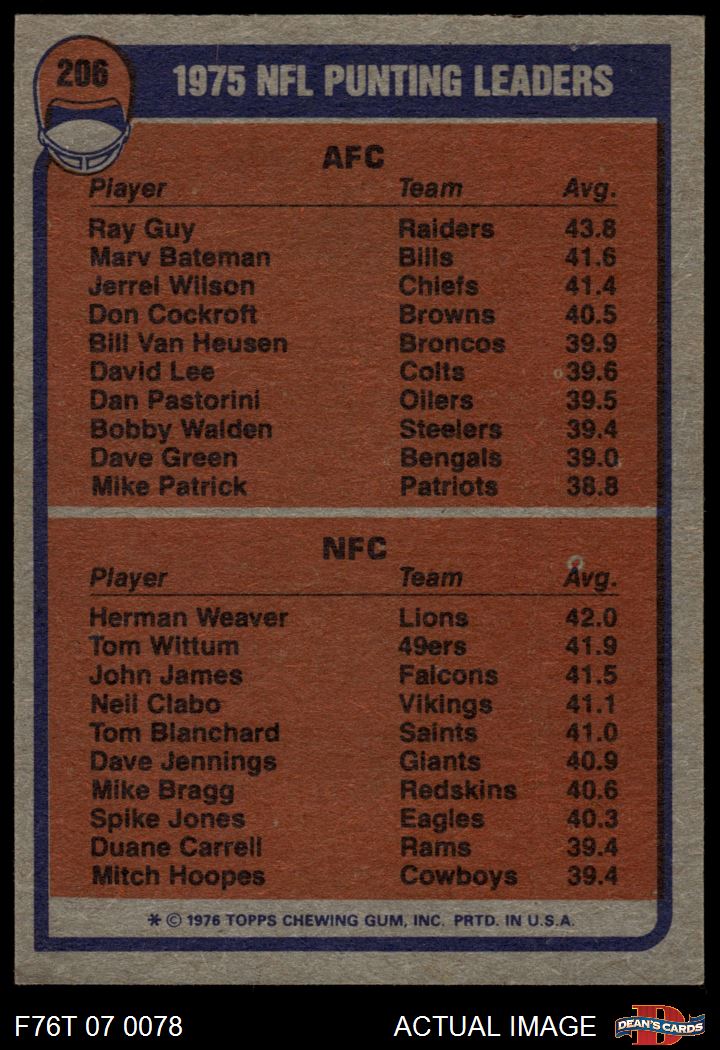 206
1975 NFL PUNTING LEADERS
AFC
Player Team Avg.
Ray Guy Raiders 43.8
Marv Bateman Bills 41.6
Jerrel Wilson Chiefs 41.4
Don Cockroft Browns 40.5
Bill Van Heusen Broncos 39.9
David Lee Colts 39.6
Dan Pastorini Oilers 39.5
Bobby Walden Steelers 39.4
Dave Green Bengals 39.0
Mike Patrick Patriots 38.8
NFC
Player Team Avg.
Herman Weaver Lions 42.0
Tom Wittum 49ers 41.9
John James Falcons 41.5
Neil Clabo Vikings 41.1
Tom Blanchard Saints 41.0
Dave Jennings Giants 40.9
Mike Bragg Redskins 40.6
Spike Jones Eagles 40.3
Duane Carrell Rams 39.4
Mitch Hoopes Cowboys 39.4
* © 1976 TOPPS CHEWING GUM, INC. PRTD. IN U.S.A.
F76T 07 0078 ACTUAL IMAGE D DEAN'S CARDS